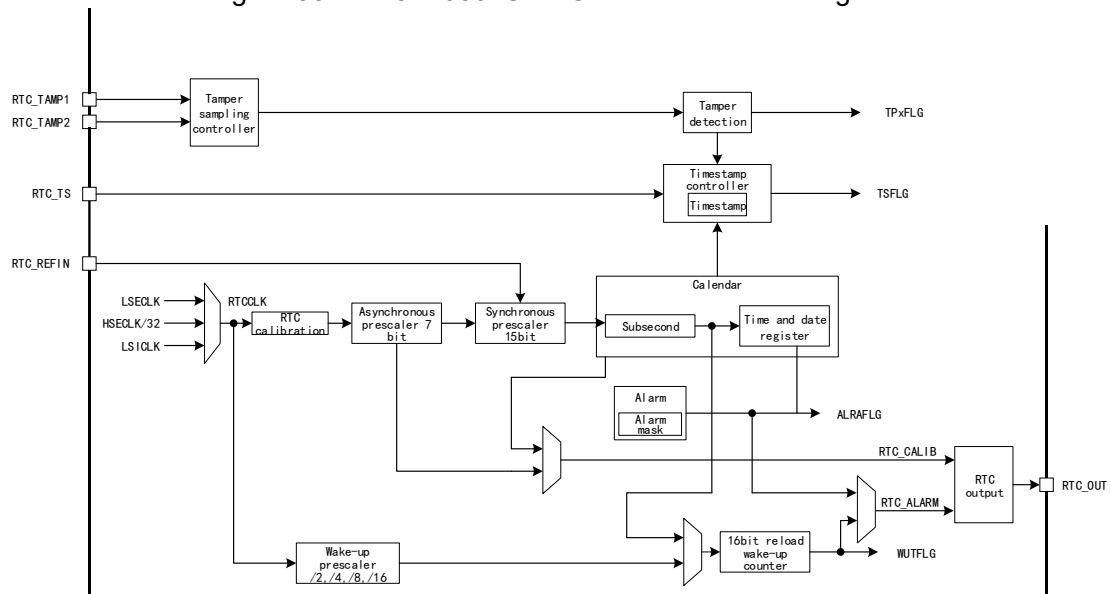 RTC_TAMP1
RTC_TAMP2
Tamper
sampling
controller
Tamper
detection
TPxFLG
RTC_TS
Timestamp
controller
Timestamp
TSFLG
RTC_REFIN
LSECLK
HSECLK/32
LSICLK
RTCCLK
RTC
calibration
Asynchronous
prescaler 7
bit
Synchronous
prescaler
15bit
Calendar
Subsecond
Time and date
register
Alarm
Alarm
mask
ALRAFLG
RTC_CALIB
RTC_ALARM
RTC
output
RTC_OUT
Wake-up
prescaler
/2,/4,/8,/16
16bit reload
wake-up
counter
WUTFLG